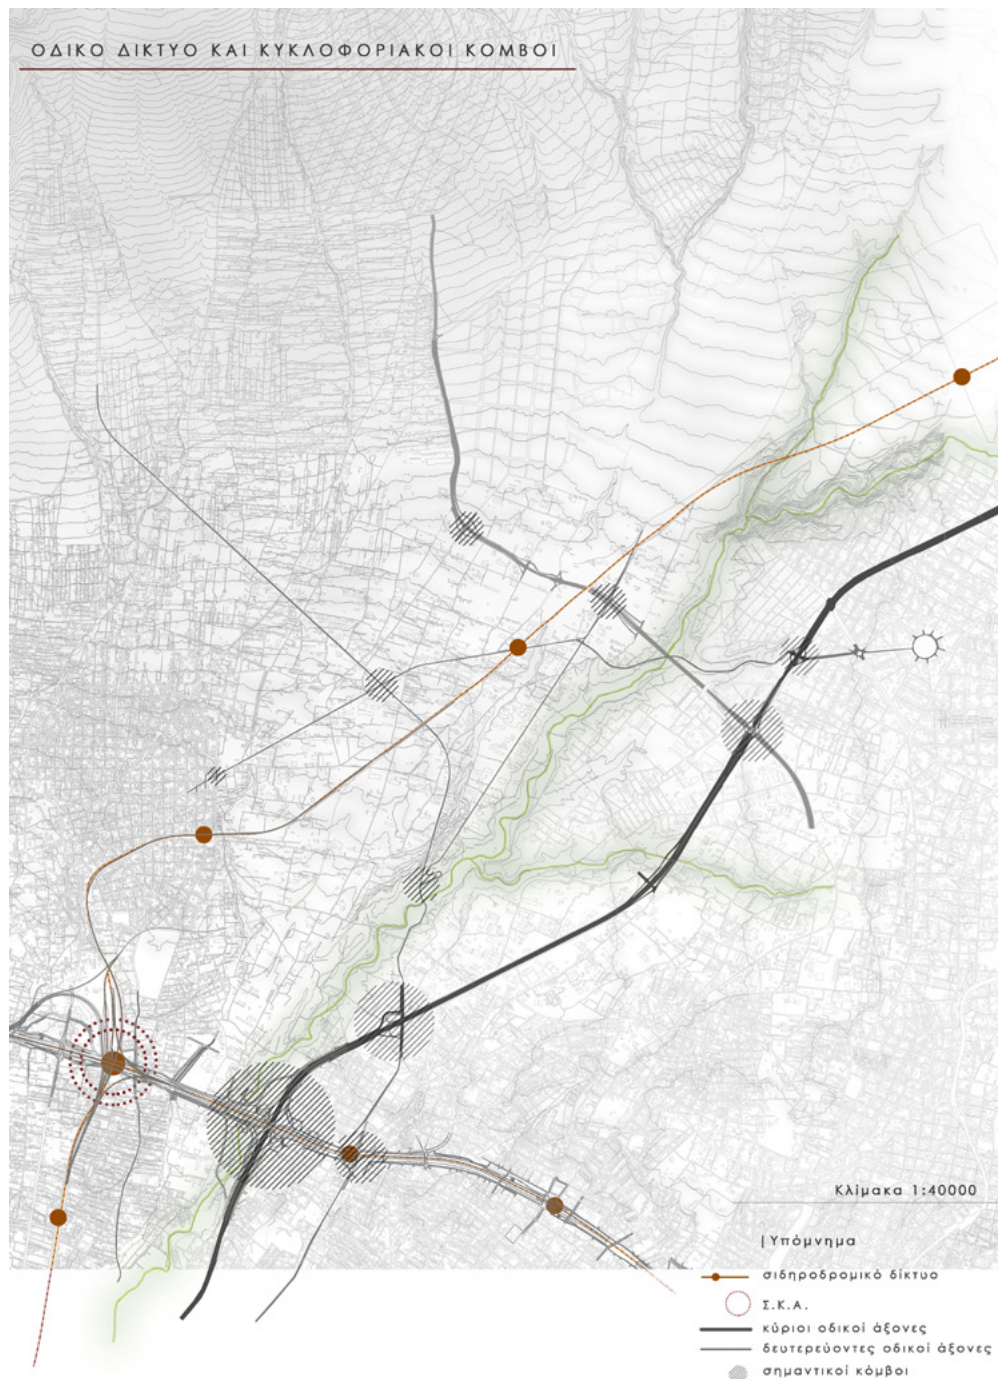 ΟΔΙΚΟ ΔΙΚΤΥΟ ΚΑΙ ΚΥΚΛΟΦΟΡΙΑΚΟΙ ΚΟΜΒΟΙ
Κλίμακα 1:40000
|Υπόμνημα
σιδηροδρομικό δίκτυο
Σ.Κ.Α.
κύριοι οδικοί άξονες
δευτερεύοντες οδικοί άξονες
σημαντικοί κόμβοι